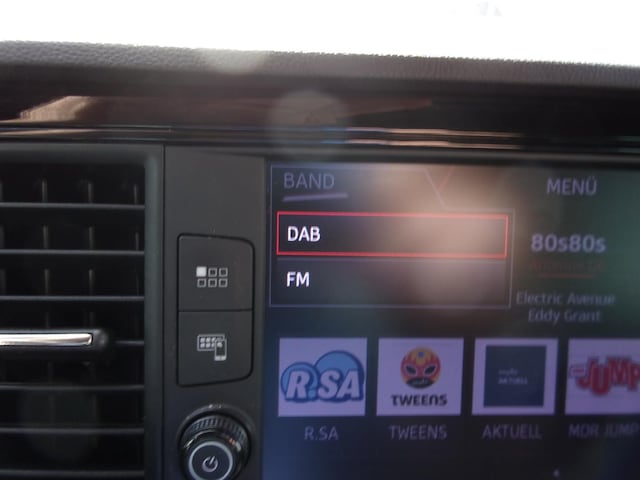 BAND
MENÜ
DAB
FM
80s80s
Electric Avenue
Eddy Grant
R.SA
TWEENS
AKTUELL
JUMP
R.SA
TWEENS
AKTUELL
MDR JUMP